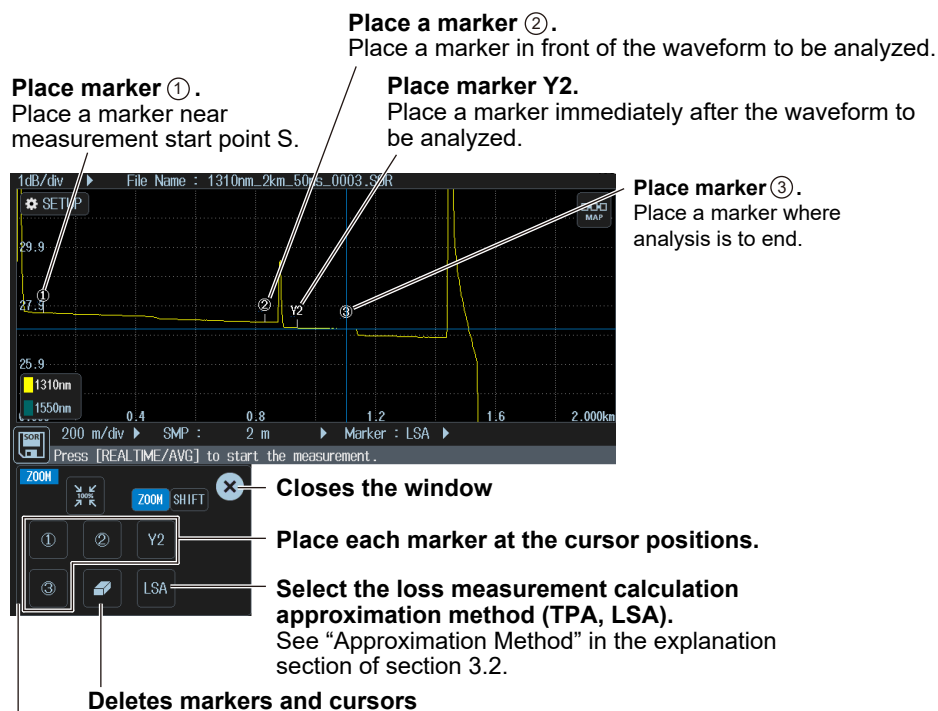 Place a marker ②.
Place a marker in front of the waveform to be analyzed.
Place marker ①.
Place a marker near
measurement start point S.
Place marker Y2.
Place a marker immediately after the waveform to
be analyzed.
Place marker ③.
Place a marker where
analysis is to end.
1dB/div ▶ File Name : 1310nm_2km_50ns_0003.SOR
SETUP
MAP
29.9
27.9
25.9
① ② Y2 ③
1310nm
1550nm
0.4 0.8 1.2 1.6 2.000km
SOR
200 m/div ▶ SMP : 2 m ▶ Marker : LSA ▶
Press [REALTIME/AVG] to start the measurement.
ZOOM
100%
ZOOM SHIFT
Closes the window
① ② Y2
Place each marker at the cursor positions.
③ LSA
Select the loss measurement calculation
approximation method (TPA, LSA).
See “Approximation Method” in the explanation
section of section 3.2.
Deletes markers and cursors